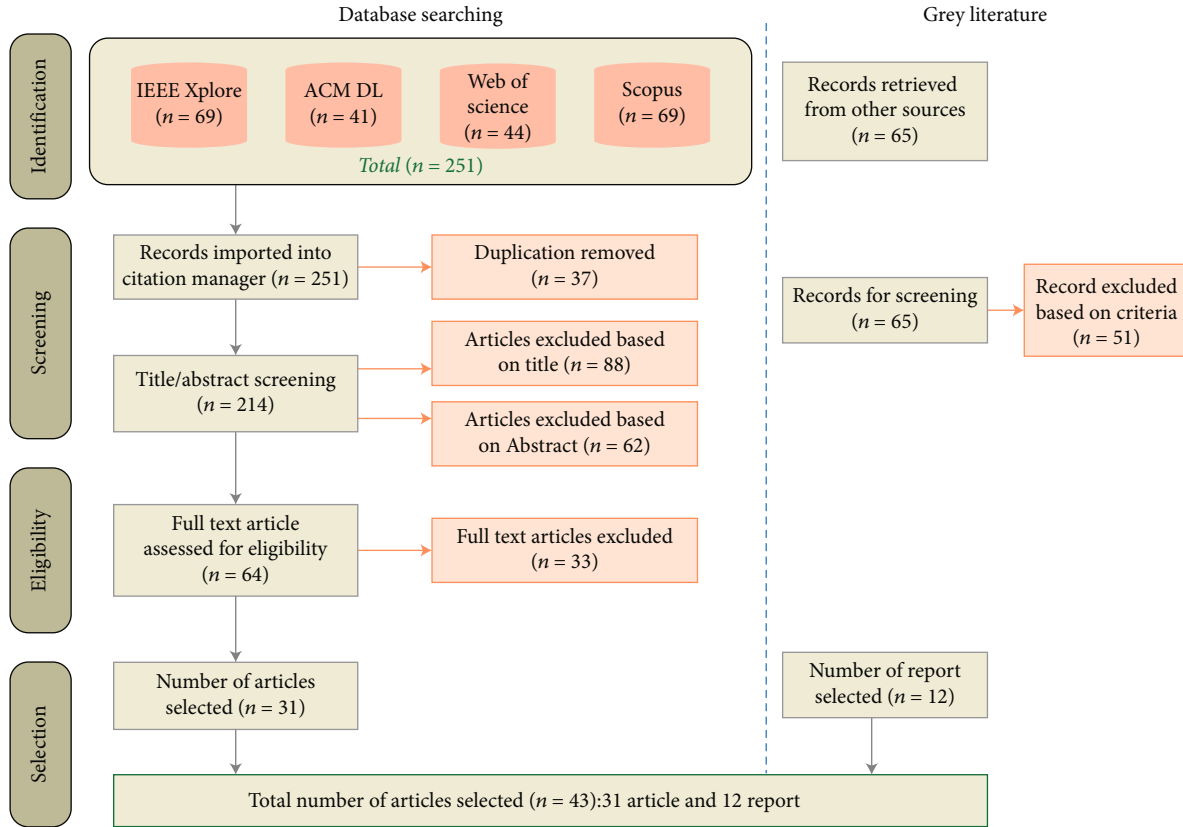 Database searching
Grey literature
Identification
IEEE Xplore
(n = 69)
ACM DL
(n = 41)
Web of
science
(n = 44)
Scopus
(n = 69)
Total (n = 251)
Records retrieved
from other sources
(n = 65)
Screening
Records imported into
citation manager (n = 251)
Duplication removed
(n = 37)
Title/abstract screening
(n = 214)
Articles excluded based
on title (n = 88)
Articles excluded based
on Abstract (n = 62)
Records for screening
(n = 65)
Record excluded
based on criteria
(n = 51)
Eligibility
Full text article
assessed for eligibility
(n = 64)
Full text articles excluded
(n = 33)
Selection
Number of articles
selected (n = 31)
Number of report
selected (n = 12)
Total number of articles selected (n = 43):31 article and 12 report